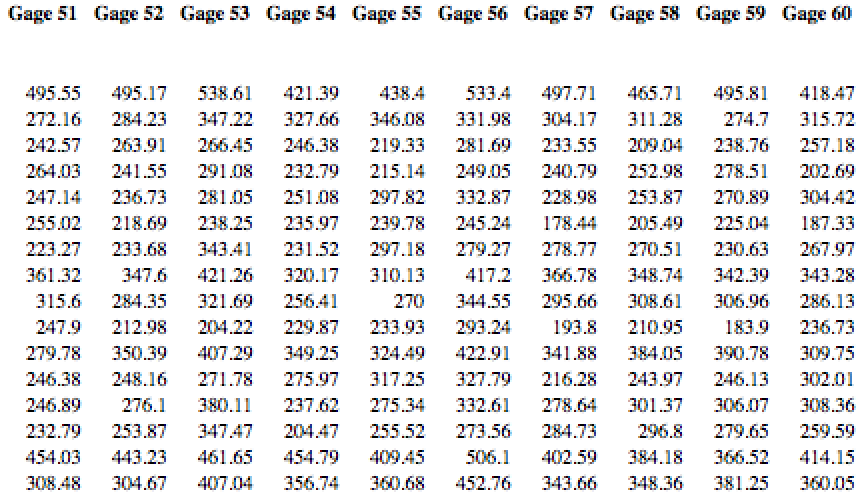 Gage 51 Gage 52 Gage 53 Gage 54 Gage 55 Gage 56 Gage 57 Gage 58 Gage 59 Gage 60
495.55 495.17 538.61 421.39 438.4 533.4 497.71 465.71 495.81 418.47
272.16 284.23 347.22 327.66 346.08 331.98 304.17 311.28 274.7 315.72
242.57 263.91 266.45 246.38 219.33 281.69 233.55 209.04 238.76 257.18
264.03 241.55 291.08 232.79 215.14 249.05 240.79 252.98 278.51 202.69
247.14 236.73 281.05 251.08 297.82 332.87 228.98 253.87 270.89 304.42
255.02 218.69 238.25 235.97 239.78 245.24 178.44 205.49 225.04 187.33
223.27 233.68 343.41 231.52 297.18 279.27 278.77 270.51 230.63 267.97
361.32 347.6 421.26 320.17 310.13 417.2 366.78 348.74 342.39 343.28
315.6 284.35 321.69 256.41 270 344.55 295.66 308.61 306.96 286.13
247.9 212.98 204.22 229.87 233.93 293.24 193.8 210.95 183.9 236.73
279.78 350.39 407.29 349.25 324.49 422.91 341.88 384.05 390.78 309.75
246.38 248.16 271.78 275.97 317.25 327.79 216.28 243.97 246.13 302.01
246.89 276.1 380.11 237.62 275.34 332.61 278.64 301.37 306.07 308.36
232.79 253.87 347.47 204.47 255.52 273.56 284.73 296.8 279.65 259.59
454.03 443.23 461.65 454.79 409.45 506.1 402.59 384.18 366.52 414.15
308.48 304.67 407.04 356.74 360.68 452.76 343.66 348.36 381.25 360.05